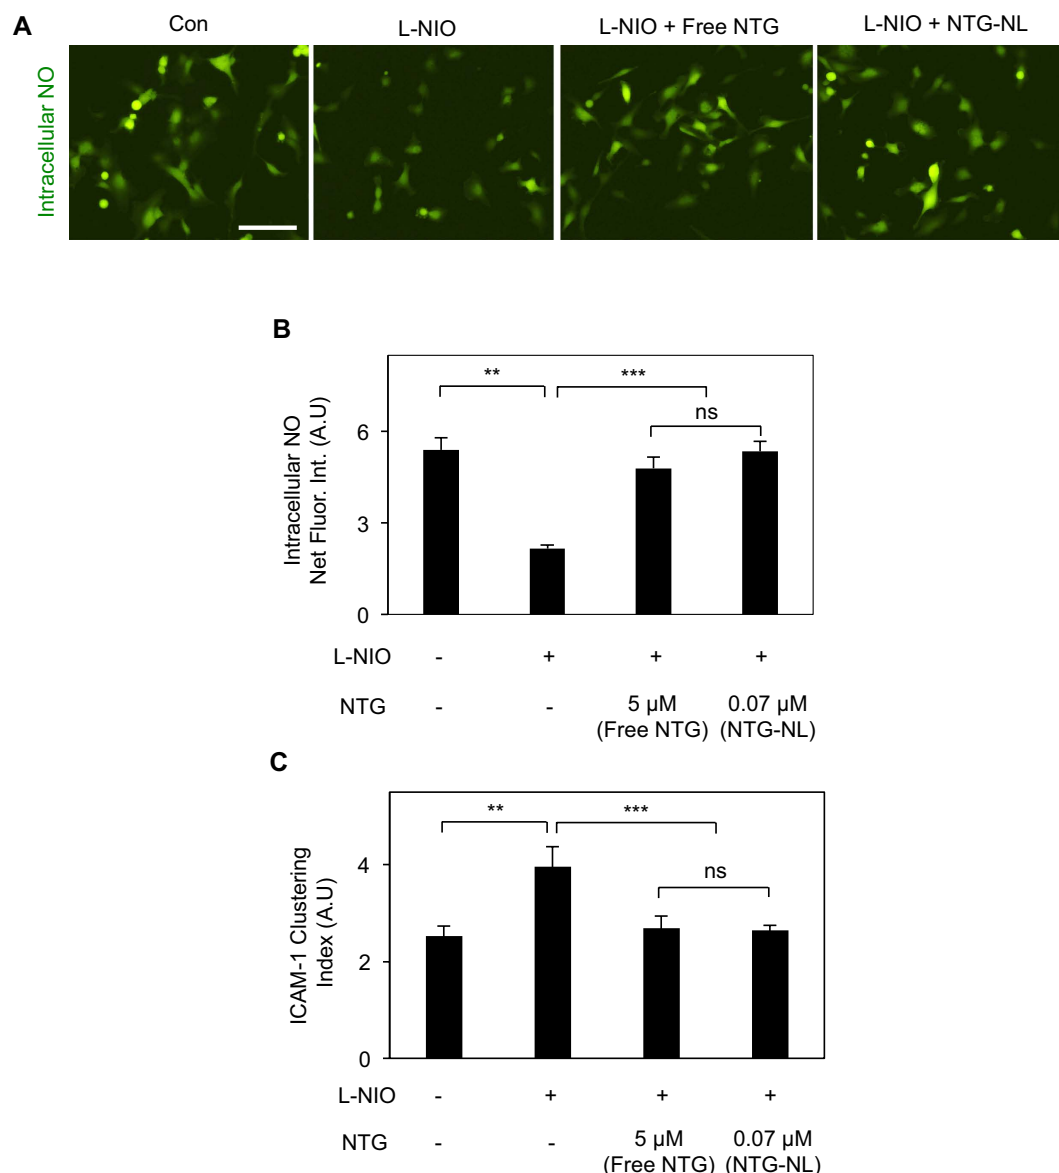 A
Con
L-NIO
L-NIO + Free NTG
L-NIO + NTG-NL
Intracellular NO
B
Intracellular NO
Net Fluor. Int. (A.U)
6
3
0
**
***
ns
L-NIO - + + +
NTG - - 5 µM 0.07 µM
(Free NTG) (NTG-NL)
C
ICAM-1 Clustering
Index (A.U)
4
2
0
**
***
ns
L-NIO - + + +
NTG - - 5 µM 0.07 µM
(Free NTG) (NTG-NL)